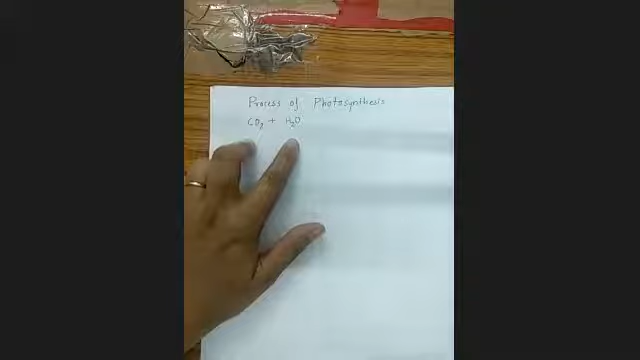 Process of Photosynthesis
CO₂ + H₂O